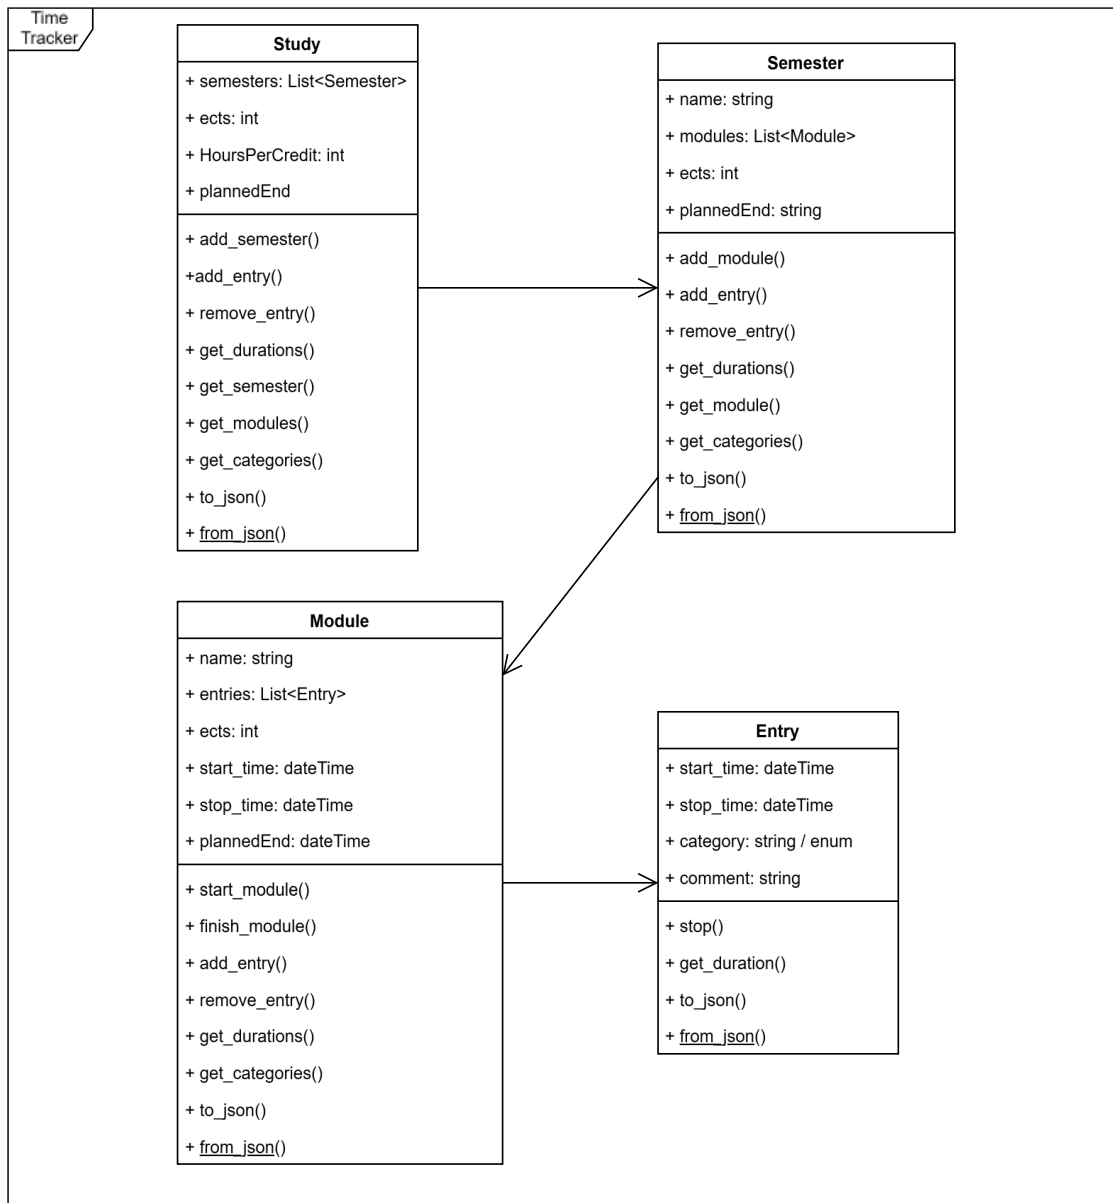 Time
Tracker
Study
+ semesters: List<Semester>
+ ects: int
+ HoursPerCredit: int
+ plannedEnd
+ add_semester()
+add_entry()
+ remove_entry()
+ get_durations()
+ get_semester()
+ get_modules()
+ get_categories()
+ to_json()
+ from_json()
Semester
+ name: string
+ modules: List<Module>
+ ects: int
+ plannedEnd: string
+ add_module()
+ add_entry()
+ remove_entry()
+ get_durations()
+ get_module()
+ get_categories()
+ to_json()
+ from_json()
Module
+ name: string
+ entries: List<Entry>
+ ects: int
+ start_time: dateTime
+ stop_time: dateTime
+ plannedEnd: dateTime
+ start_module()
+ finish_module()
+ add_entry()
+ remove_entry()
+ get_durations()
+ get_categories()
+ to_json()
+ from_json()
Entry
+ start_time: dateTime
+ stop_time: dateTime
+ category: string / enum
+ comment: string
+ stop()
+ get_duration()
+ to_json()
+ from_json()